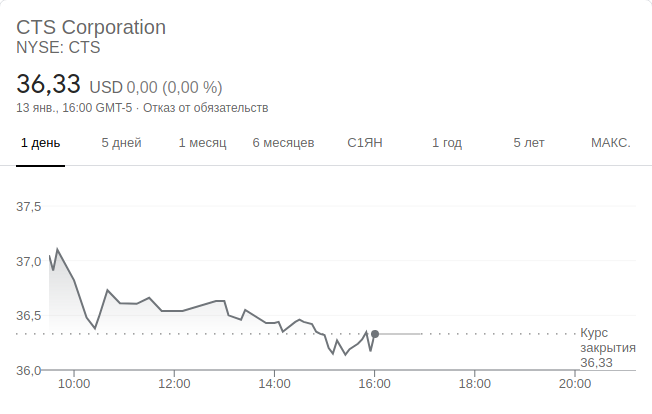 CTS Corporation
NYSE: CTS
36,33 USD 0,00 (0,00 %)
13 янв., 16:00 GMT-5 · Отказ от обязательств
1 день 5 дней 1 месяц 6 месяцев С1ЯН 1 год 5 лет МАКС.
37,5
37,0
36,5
Курс
закрытия
36,33
36,0
10:00 12:00 14:00 16:00 18:00 20:00